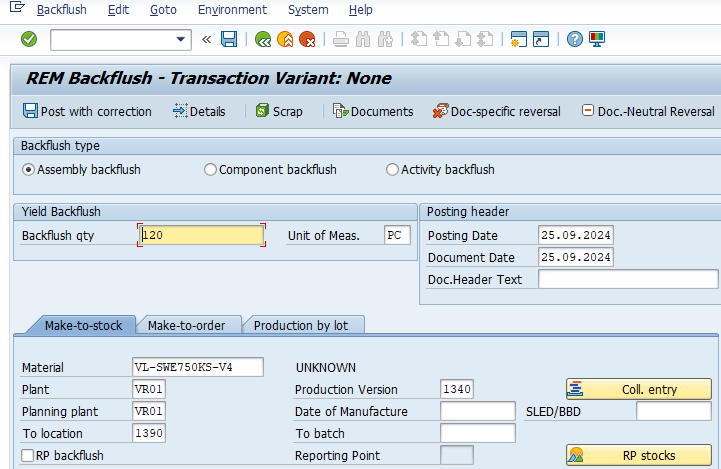 Backflush Edit Goto Environment System Help
REM Backflush - Transaction Variant: None
Post with correction Details Scrap Documents Doc-specific reversal Doc.-Neutral Reversal
Backflush type
Assembly backflush Component backflush Activity backflush
Yield Backflush Posting header
Backflush qty 120 Unit of Meas. PC Posting Date 25.09.2024
Document Date 25.09.2024
Doc.Header Text
Make-to-stock Make-to-order Production by lot
Material VL-SWE750KS-V4 UNKNOWN
Plant VR01 Production Version 1340 Coll. entry
Planning plant VR01 Date of Manufacture SLED/BBD
To location 1390 To batch
RP backflush Reporting Point RP stocks